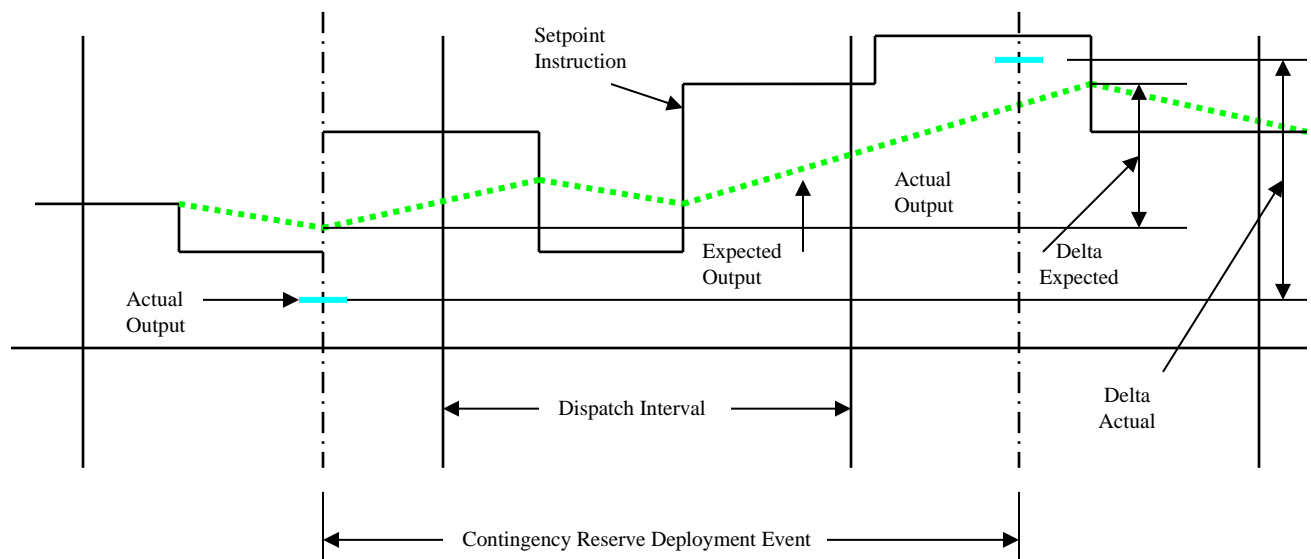 Setpoint
Instruction
Actual
Output
Expected
Output
Delta
Expected
Actual
Output
Delta
Actual
Dispatch Interval
Contingency Reserve Deployment Event